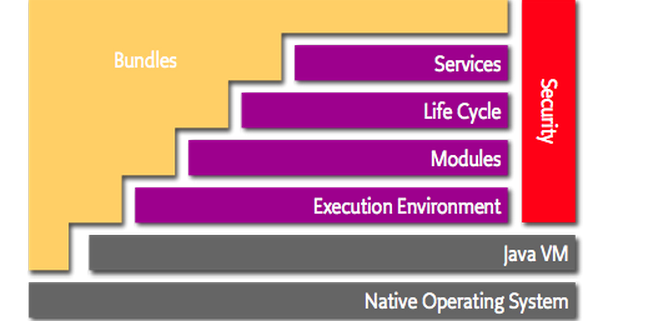 Bundles
Services
Life Cycle
Modules
Execution Environment
Security
Java VM
Native Operating System